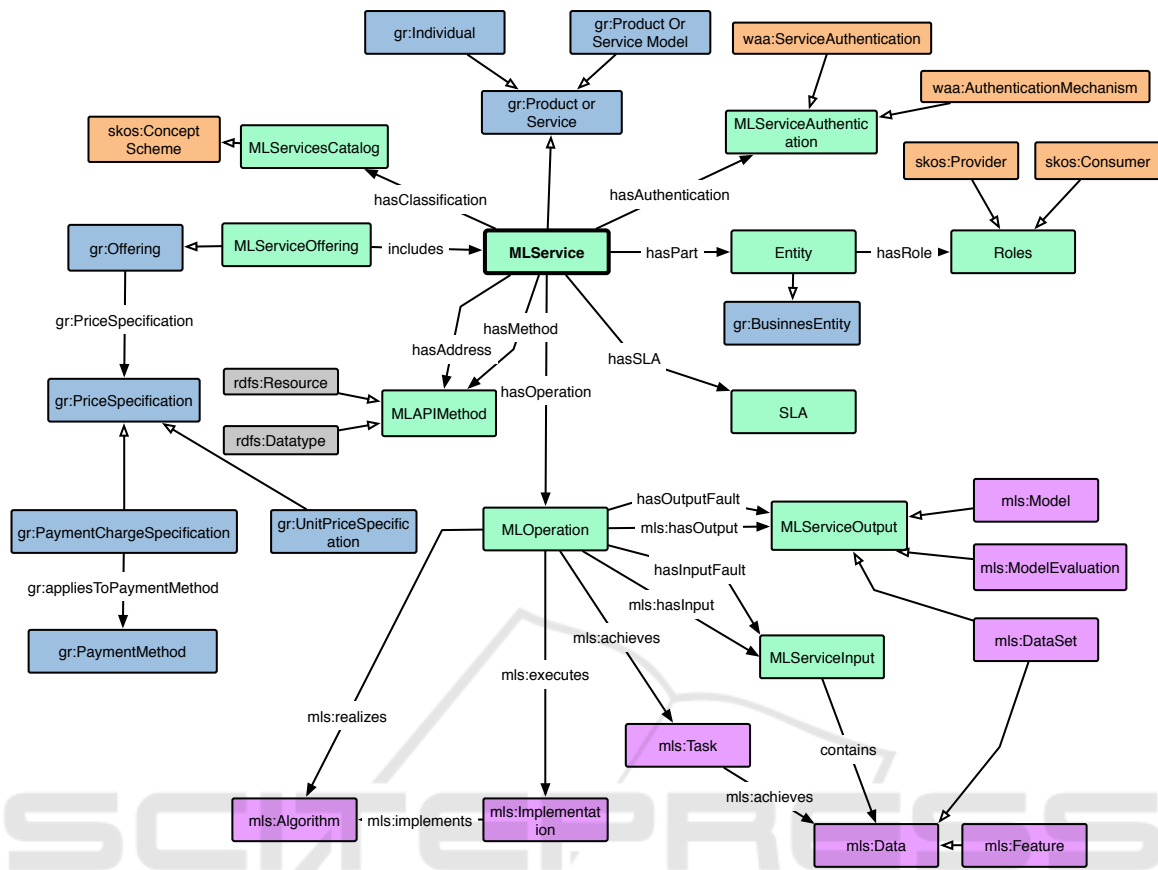 gr:Individual
gr:Product Or
Service Model
waa:ServiceAuthentication
waa:AuthenticationMechanism
gr:Product or
Service
MLServiceAuthentic
ation
skos:Concept
Scheme
MLServicesCatalog
skos:Provider
skos:Consumer
hasClassification
hasAuthentication
gr:Offering
MLServiceOffering
includes
MLService
hasPart
Entity
hasRole
Roles
gr:PriceSpecification
hasMethod
hasAddress
gr:BusinnesEntity
hasSLA
rdfs:Resource
hasOperation
gr:PriceSpecification
MLAPIMethod
SLA
rdfs:Datatype
gr:PaymentChargeSpecification
gr:UnitPriceSpecific
ation
MLOperation
hasOutputFault
mls:hasOutput
MLServiceOutput
mls:Model
mls:ModelEvaluation
hasInputFault
gr:appliesToPaymentMethod
mls:hasInput
mls:achieves
gr:PaymentMethod
MLServiceInput
mls:DataSet
mls:executes
mls:realizes
mls:Task
contains
mls:achieves
mls:Algorithm
mls:implements
mls:Implementat
ion
mls:Data
mls:Feature
SCITEPRESS